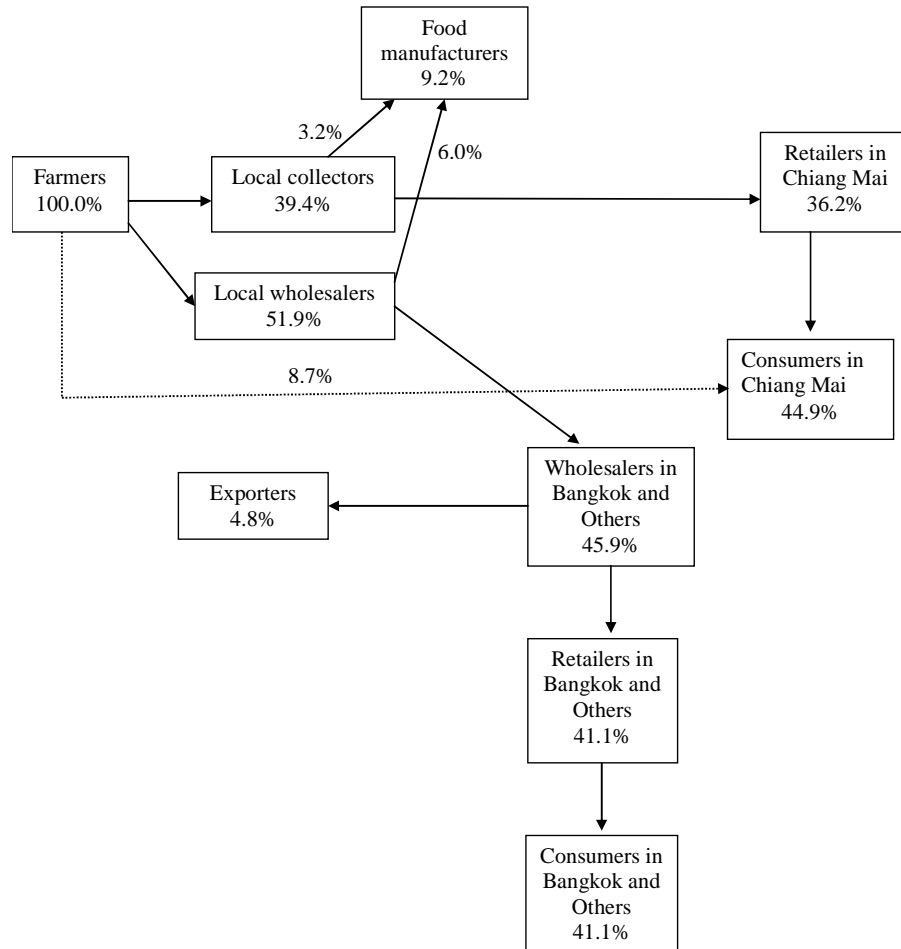 Food
manufacturers
9.2%
3.2%
6.0%
Farmers
100.0%
Local collectors
39.4%
Retailers in
Chiang Mai
36.2%
Local wholesalers
51.9%
8.7%
Consumers in
Chiang Mai
44.9%
Exporters
4.8%
Wholesalers in
Bangkok and
Others
45.9%
Retailers in
Bangkok and
Others
41.1%
Consumers in
Bangkok and
Others
41.1%